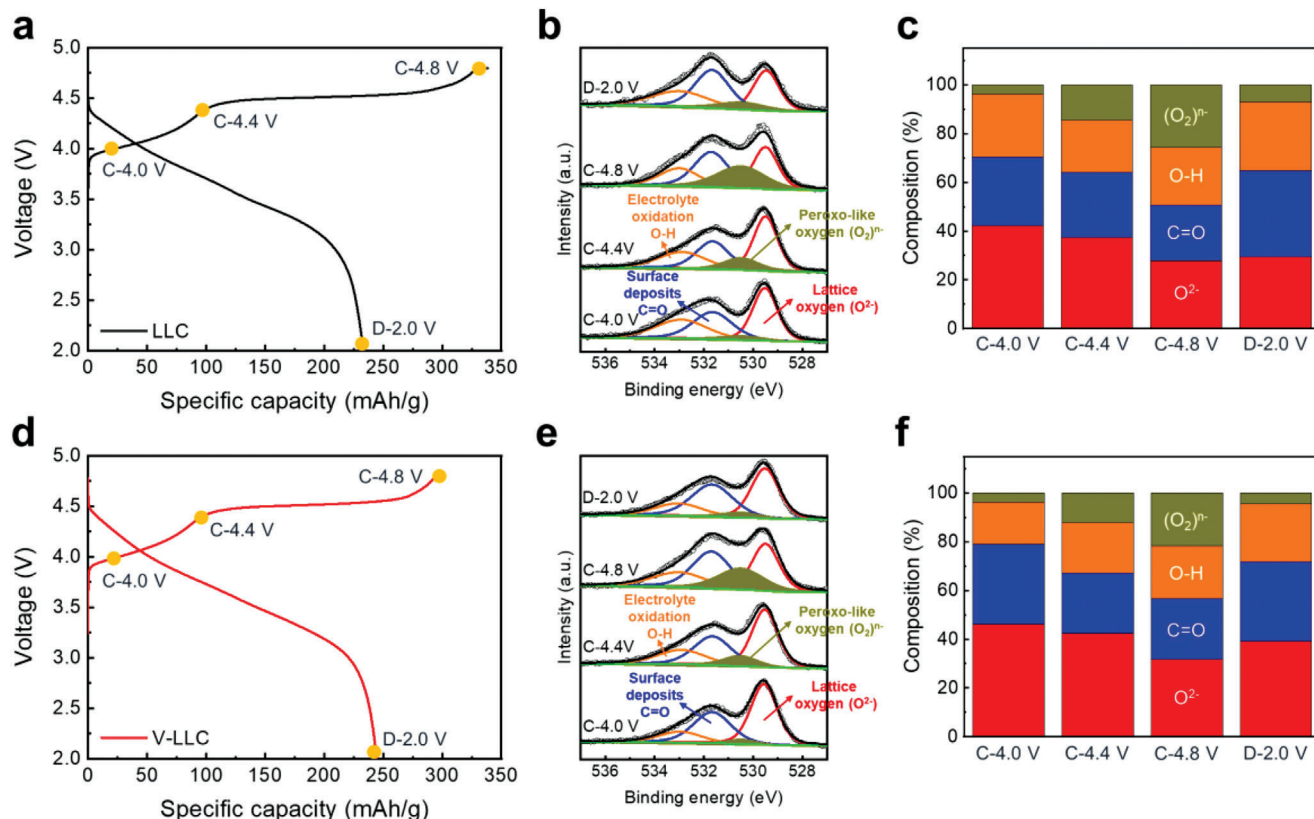 a
5.0
4.5
4.0
3.5
3.0
2.5
2.0
Voltage (V)
C-4.8 V
C-4.4 V
C-4.0 V
D-2.0 V
LLC
0 50 100 150 200 250 300 350
Specific capacity (mAh/g)
b
Intensity (a.u.)
D-2.0 V
C-4.8 V
Electrolyte
oxidation
O-H
Peroxo-like
oxygen (O₂)ⁿ⁻
C-4.4V
Surface
deposits
C=O
Lattice
oxygen (O²⁻)
C-4.0 V
536 534 532 530 528
Binding energy (eV)
c
100
80
60
40
20
0
Composition (%)
(O₂)ⁿ⁻
O-H
C=O
O²⁻
C-4.0 V C-4.4 V C-4.8 V D-2.0 V
d
5.0
4.5
4.0
3.5
3.0
2.5
2.0
Voltage (V)
C-4.8 V
C-4.4 V
C-4.0 V
D-2.0 V
V-LLC
0 50 100 150 200 250 300 350
Specific capacity (mAh/g)
e
Intensity (a.u.)
D-2.0 V
C-4.8 V
Electrolyte
oxidation
O-H
Peroxo-like
oxygen (O₂)ⁿ⁻
C-4.4V
Surface
deposits
C=O
Lattice
oxygen (O²⁻)
C-4.0 V
536 534 532 530 528
Binding energy (eV)
f
100
80
60
40
20
0
Composition (%)
(O₂)ⁿ⁻
O-H
C=O
O²⁻
C-4.0 V C-4.4 V C-4.8 V D-2.0 V